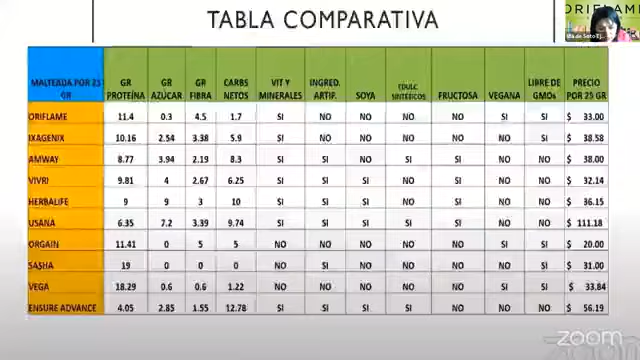 TABLA COMPARATIVA
ORIFLAME
MALTEADA POR 25 GR GR PROTEÍNA GR AZÚCAR GR FIBRA CARBS NETOS VIT Y MINERALES INGRED. ARTIF. SOYA EDULC SINTÉTICOS FRUCTOSA VEGANA LIBRE DE GMOs PRECIO POR 25 GR
ORIFLAME 11.4 0.3 4.5 1.7 SI NO NO NO NO SI SI $ 33.00
IXAGENIX 10.16 2.54 3.38 5.9 SI NO NO NO SI NO SI $ 38.58
AMWAY 8.77 3.94 2.19 8.3 SI SI NO SI SI NO NO $ 38.00
VIVRI 9.81 4 2.67 6.25 SI SI SI NO SI NO NO $ 32.14
HERBALIFE 9 9 3 10 SI SI SI NO SI NO NO $ 36.15
USANA 6.35 7.2 3.39 9.74 SI SI SI SI SI NO NO $ 111.18
ORGAIN 11.41 0 5 5 NO NO NO NO NO SI SI $ 20.00
SASHA 19 0 0 0 NO SI NO NO NO NO NO $ 31.00
VEGA 18.29 0.6 0.6 1.22 NO NO NO NO NO SI SI $ 33.84
ENSURE ADVANCE 4.05 2.85 1.55 12.78 SI SI SI SI NO NO NO $ 56.19
zoom